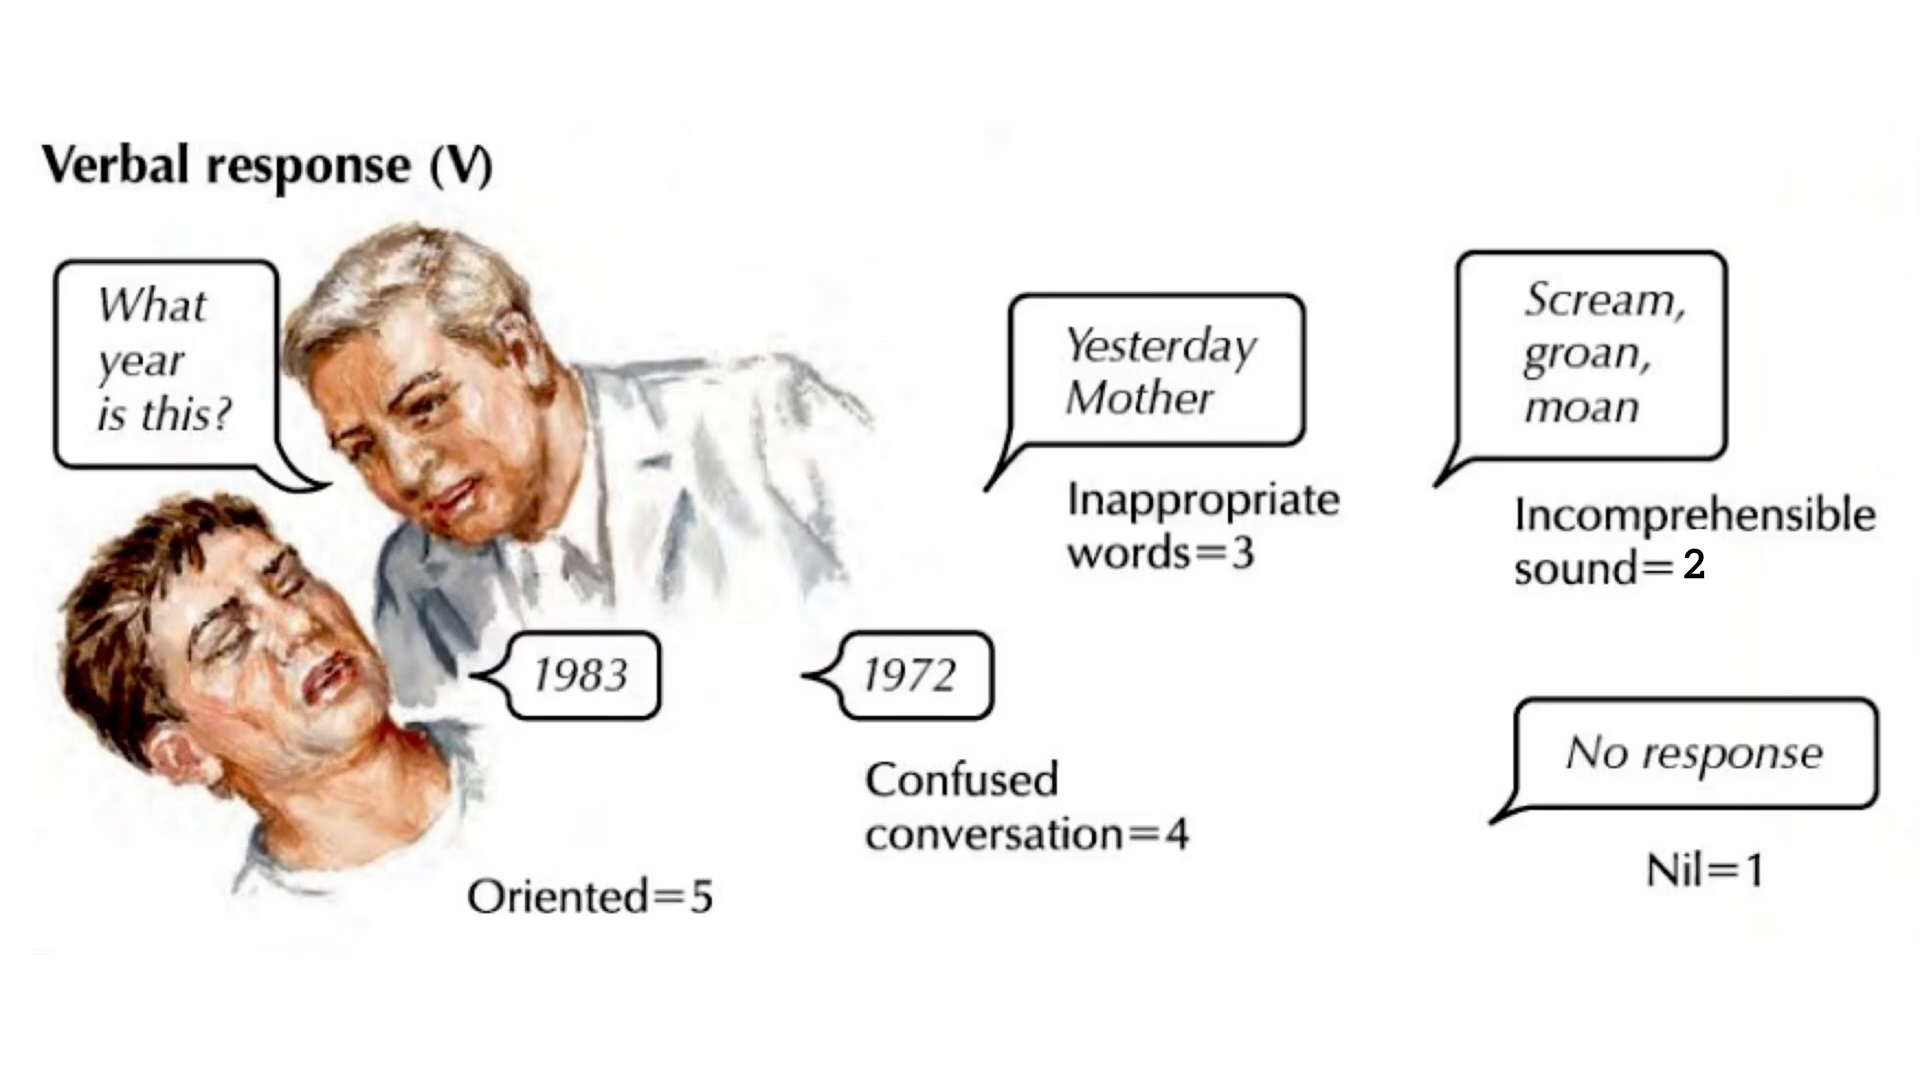 Verbal response (V)
What
year
is this?
1983
Oriented=5
1972
Confused
conversation=4
Yesterday
Mother
Inappropriate
words=3
Scream,
groan,
moan
Incomprehensible
sound= 2
No response
Nil=1